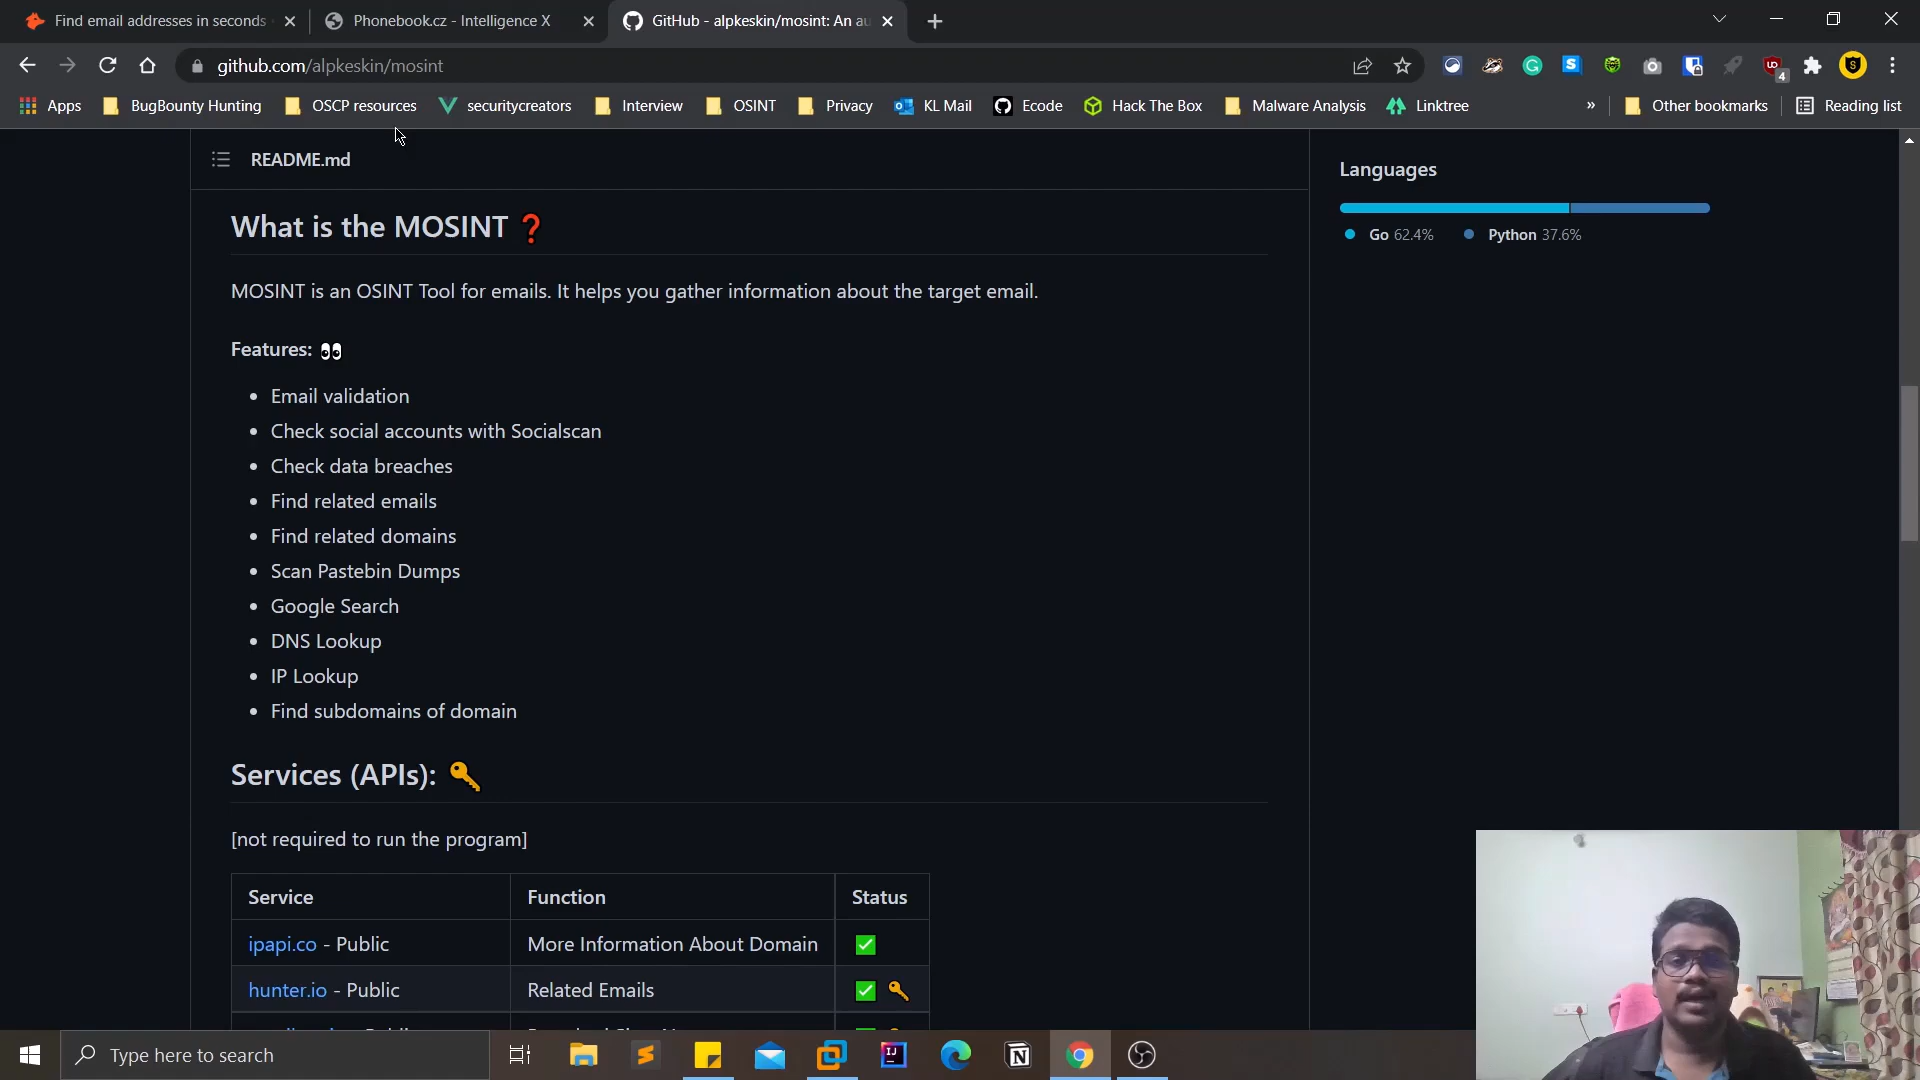 Find email addresses in seconds
Phonebook.cz - Intelligence X
GitHub - alpkeskin/mosint: An au
github.com/alpkeskin/mosint
4
Apps
BugBounty Hunting
OSCP resources
securitycreators
Interview
OSINT
Privacy
KL Mail
Ecode
Hack The Box
Malware Analysis
Linktree
»
Other bookmarks
Reading list
README.md
Languages
Go 62.4%
Python 37.6%
What is the MOSINT ❓
MOSINT is an OSINT Tool for emails. It helps you gather information about the target email.
Features: 👀
• Email validation
• Check social accounts with Socialscan
• Check data breaches
• Find related emails
• Find related domains
• Scan Pastebin Dumps
• Google Search
• DNS Lookup
• IP Lookup
• Find subdomains of domain
Services (APIs): 🔑
[not required to run the program]
Service Function Status
ipapi.co - Public More Information About Domain ✅
hunter.io - Public Related Emails ✅ 🔑
Type here to search